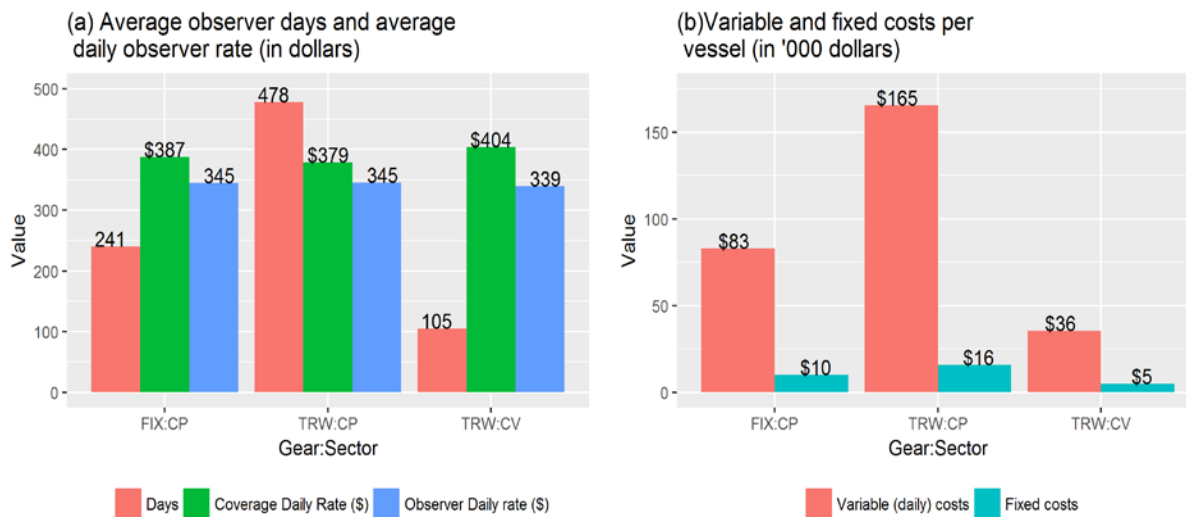 (a) Average observer days and average
daily observer rate (in dollars)
Value
500
400
300
200
100
0
241
$387
345
478
$379
345
105
$404
339
FIX:CP TRW:CP TRW:CV
Gear:Sector
Days Coverage Daily Rate ($) Observer Daily rate ($)
(b)Variable and fixed costs per
vessel (in '000 dollars)
Value
150
100
50
0
$83
$10
$165
$16
$36
$5
FIX:CP TRW:CP TRW:CV
Gear:Sector
Variable (daily) costs Fixed costs